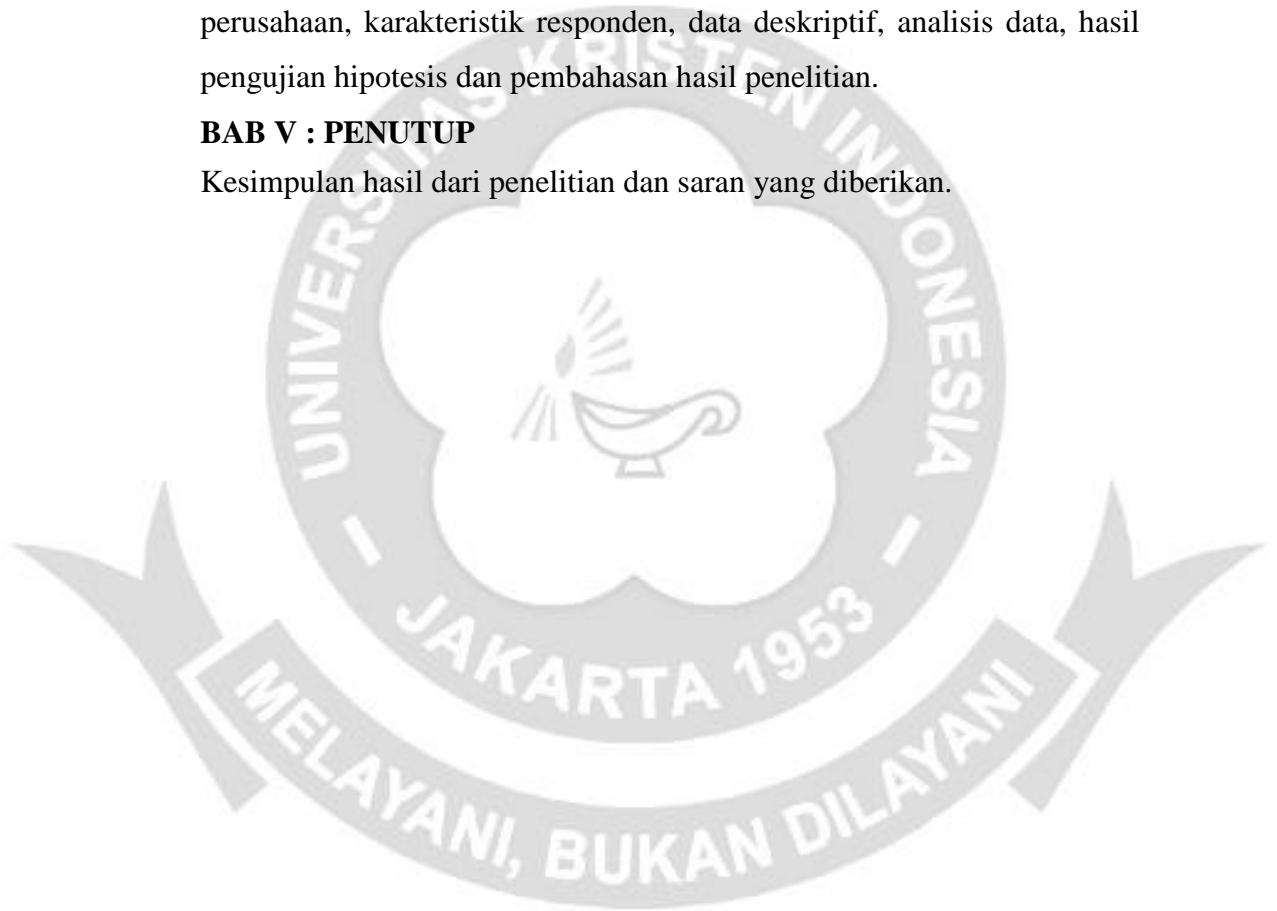 perusahaan, karakteristik responden, data deskriptif, analisis data, hasil
pengujian hipotesis dan pembahasan hasil penelitian.
BAB V : PENUTUP
Kesimpulan hasil dari penelitian dan saran yang diberikan.
UNIVERSITAS KRISTEN INDONESIA
- JAKARTA 1953 -
MELAYANI, BUKAN DILAYANI